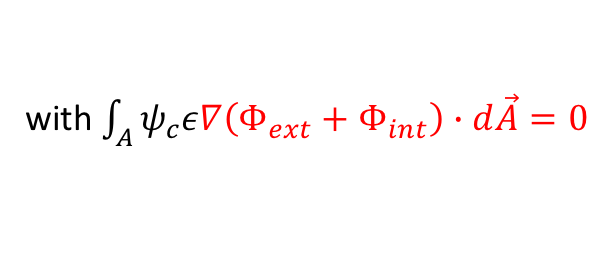 with ∫_A ψ_c ϵ∇(Φ_ext + Φ_int) · dA⃗ = 0